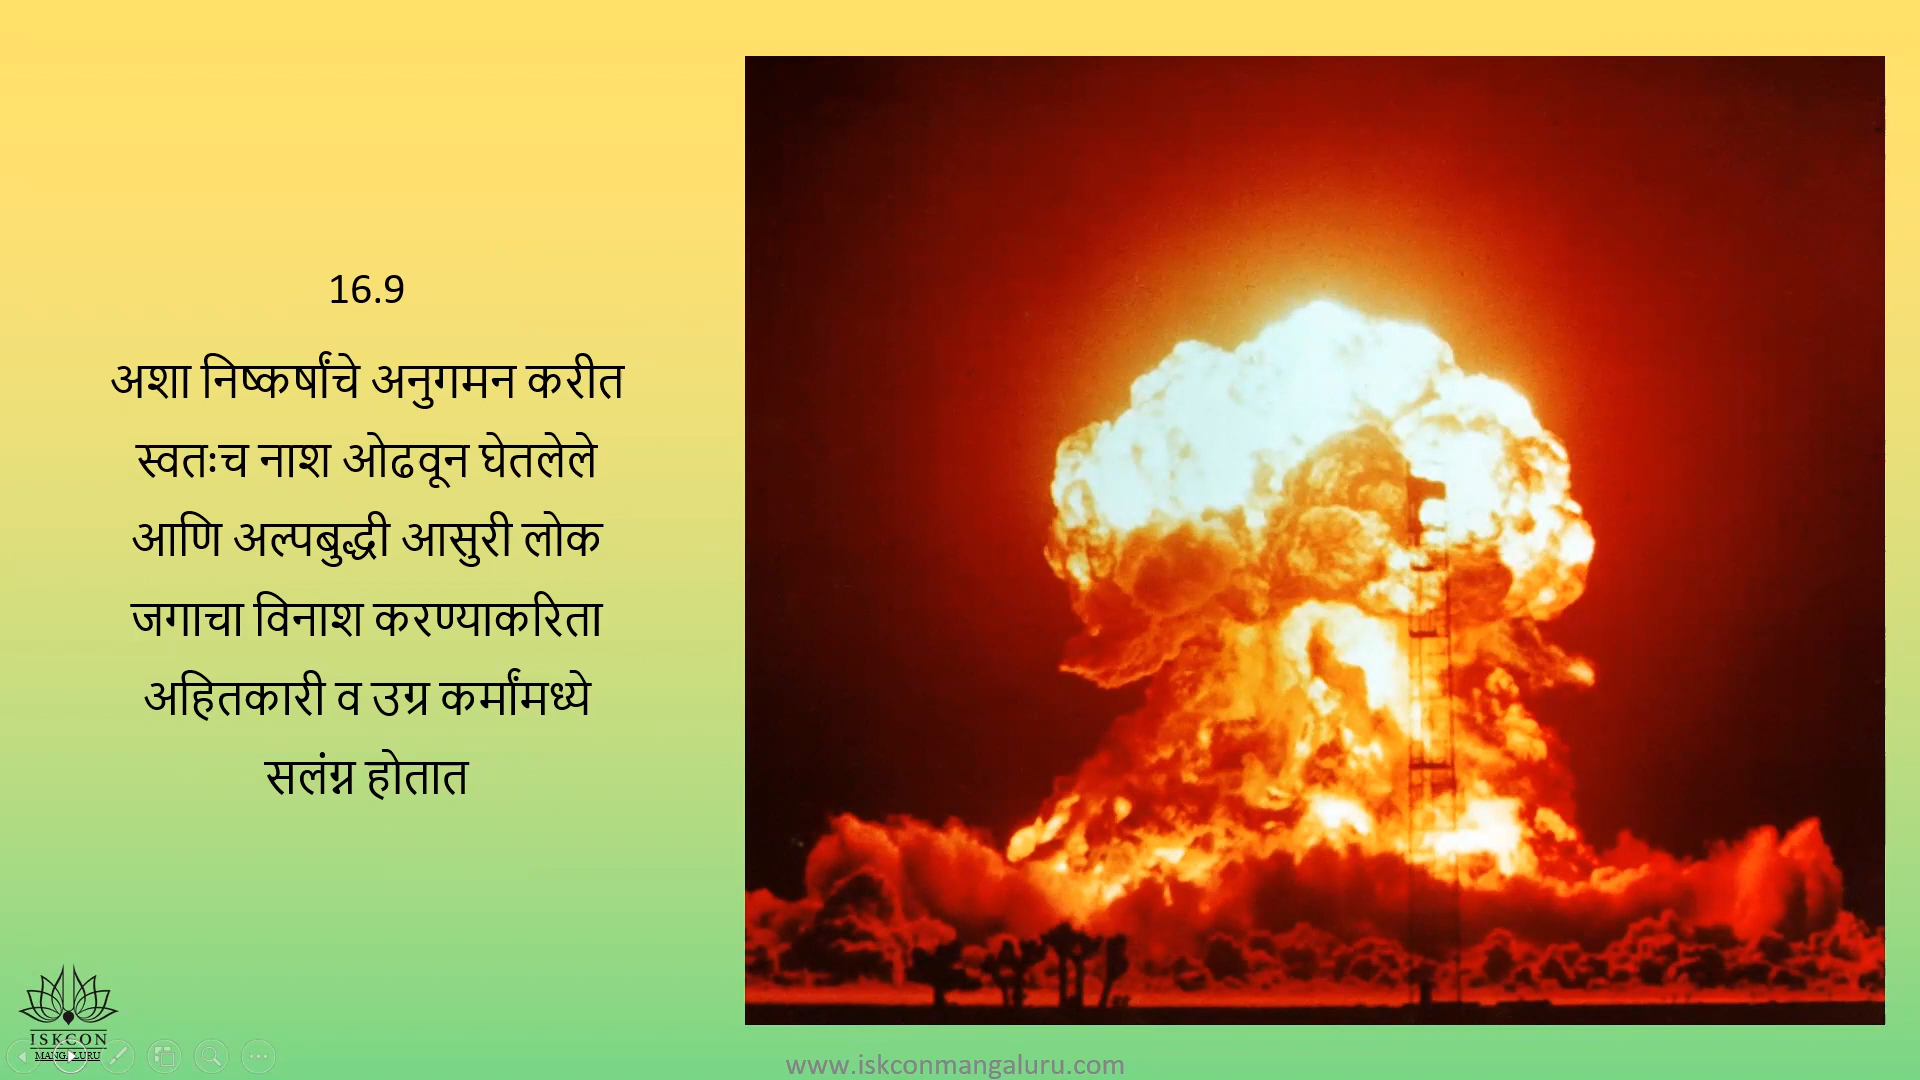 16.9
अशा निष्कर्षांचे अनुगमन करीत
स्वतःच नाश ओढवून घेतलेले
आणि अल्पबुद्धी आसुरी लोक
जगाचा विनाश करण्याकरिता
अहितकारी व उग्र कर्मांमध्ये
सलंग्न होतात
ISKCON
MANGALURU
www.iskconmangaluru.com